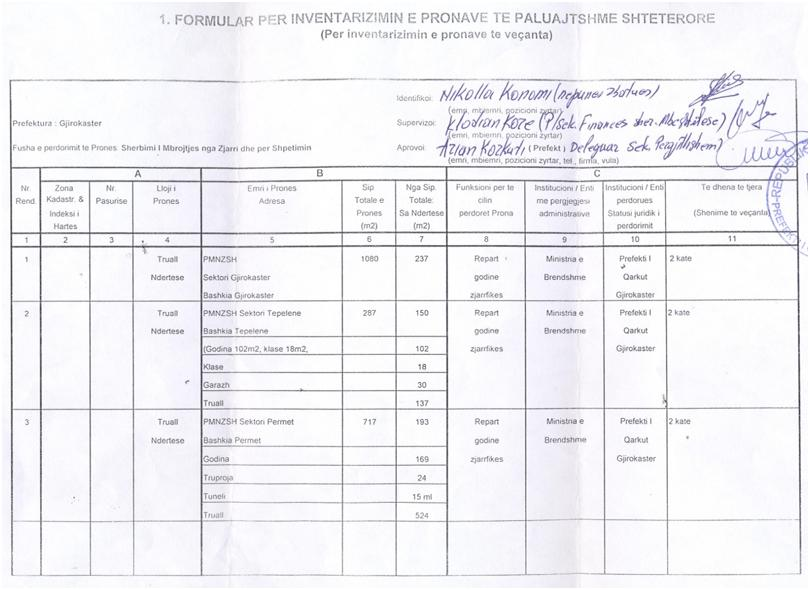 1. FORMULAR PER INVENTARIZIMIN E PRONAVE TE PALUAJTSHME SHTETERORE
(Per inventarizimin e pronave te veçanta)
Identifikoi: Nikolla Konomi (nepunes zbatues)
(emri, mbiemri, pozicioni zyrtar)
Prefektura : Gjirokaster
Supervizoi: Klodian Koze (P/Sek. Finances sher. Mbeshtetese)
(emri, mbiemri, pozicioni zyrtar)
Fusha e perdorimit te Prones: Sherbimi I Mbrojtjes nga Zjarri dhe per Shpetimin
Aprovoi: (Prefekt) Deleguar Sek. Pergjithshem)
(emri, mbiemri, pozicioni zyrtar, tel., firma, vula)
A B C
Nr. Rend. Zona Kadastr. & Indeksi i Hartes Nr. Pasurise Lloji i Prones Emri i Prones Adresa Sip Totale e Prones (m2) Nga Sip. Totale: Sa Ndertese (m2) Funksioni per te cilin perdoret Prona Institucioni / Enti me pergjegjesi administrative Institucioni / Enti perdorues Statusi juridik i perdorimit Te dhena te tjera (Shenime te veçanta)
1 2 3 4 5 6 7 8 9 10 11
1 Truall PMNZSH 1080 237 Repart Ministria e Prefekti I 2 kate
Ndertese Sektori Gjirokaster godine Brendshme Qarkut
Bashkia Gjirokaster zjarrfikes Gjirokaster
2 Truall PMNZSH Sektori Tepelene 287 150 Repart Ministria e Prefekti I 2 kate
Ndertese Bashkia Tepelene godine Brendshme Qarkut
(Godina 102m2, klase 18m2, 102 zjarrfikes Gjirokaster
Klase 18
Garazh 30
Truall 137
3 Truall PMNZSH Sektori Permet 717 193 Repart Ministria e Prefekti I 2 kate
Ndertese Bashkia Permet godine Brendshme Qarkut
Godina 169 zjarrfikes Gjirokaster
Truproja 24
Tuneli 15 ml
Truall 524